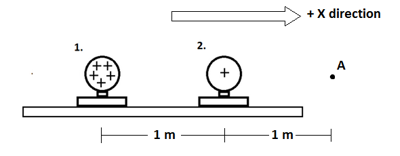 + X direction
1. 2.
A
+ + + + +
+
1 m 1 m